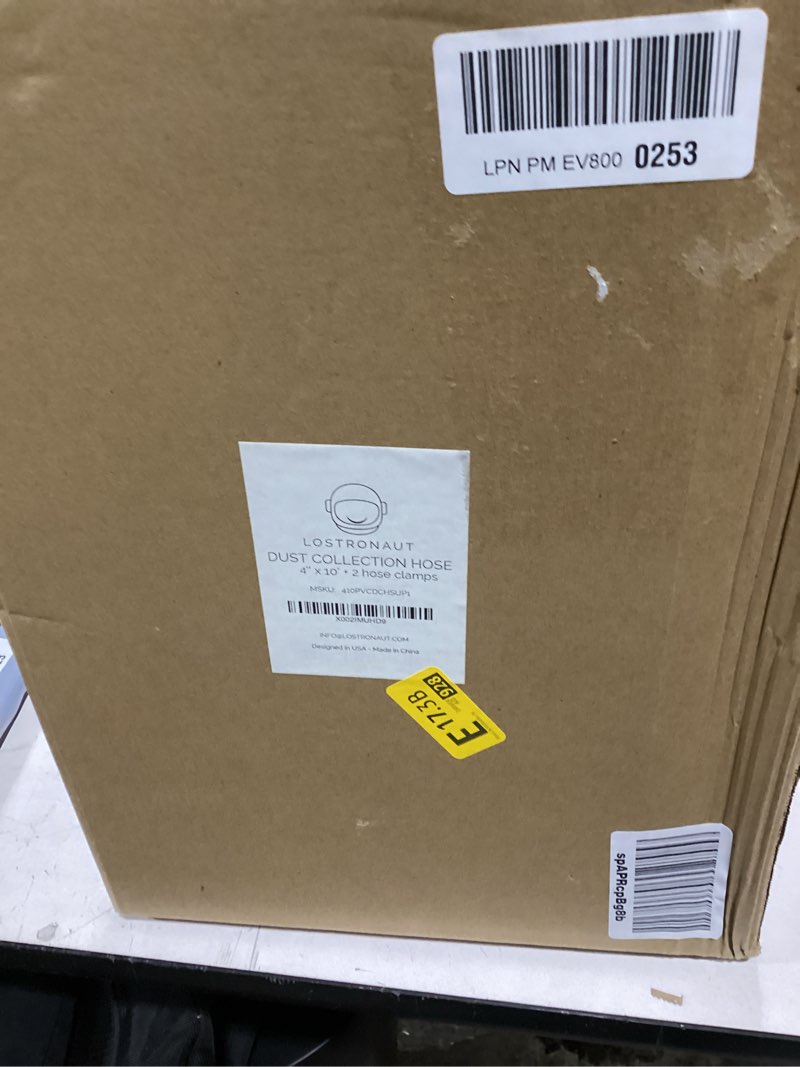 LPN PM EV800 0253
LOSTRONAUT
DUST COLLECTION HOSE
4" x 10' + 2 hose clamps
MSKU: 410PVCDCHSUP1
X002IMUHD9
INFO@LOSTRONAUT.COM
Designed in USA - Made in China
E 17.3B
928
spAPRcpBg8b